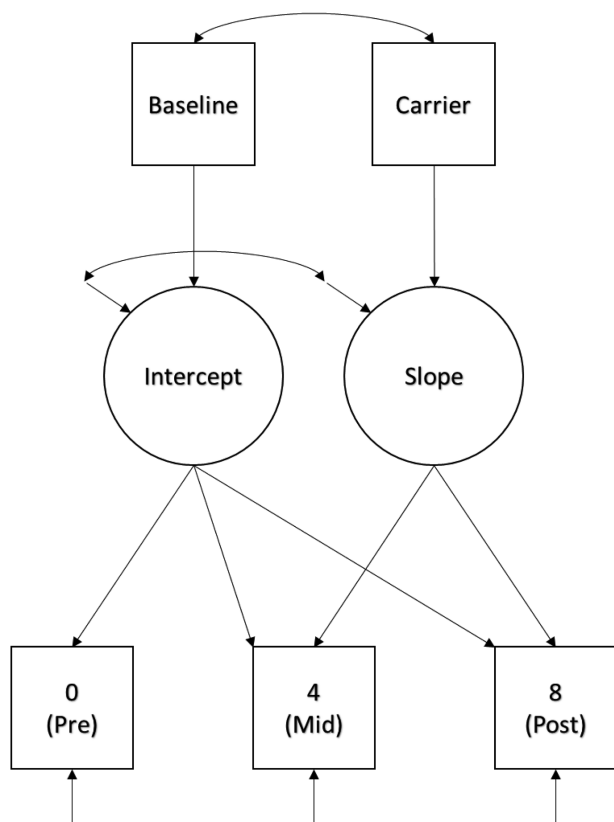 Baseline
Carrier
Intercept
Slope
0
(Pre)
4
(Mid)
8
(Post)